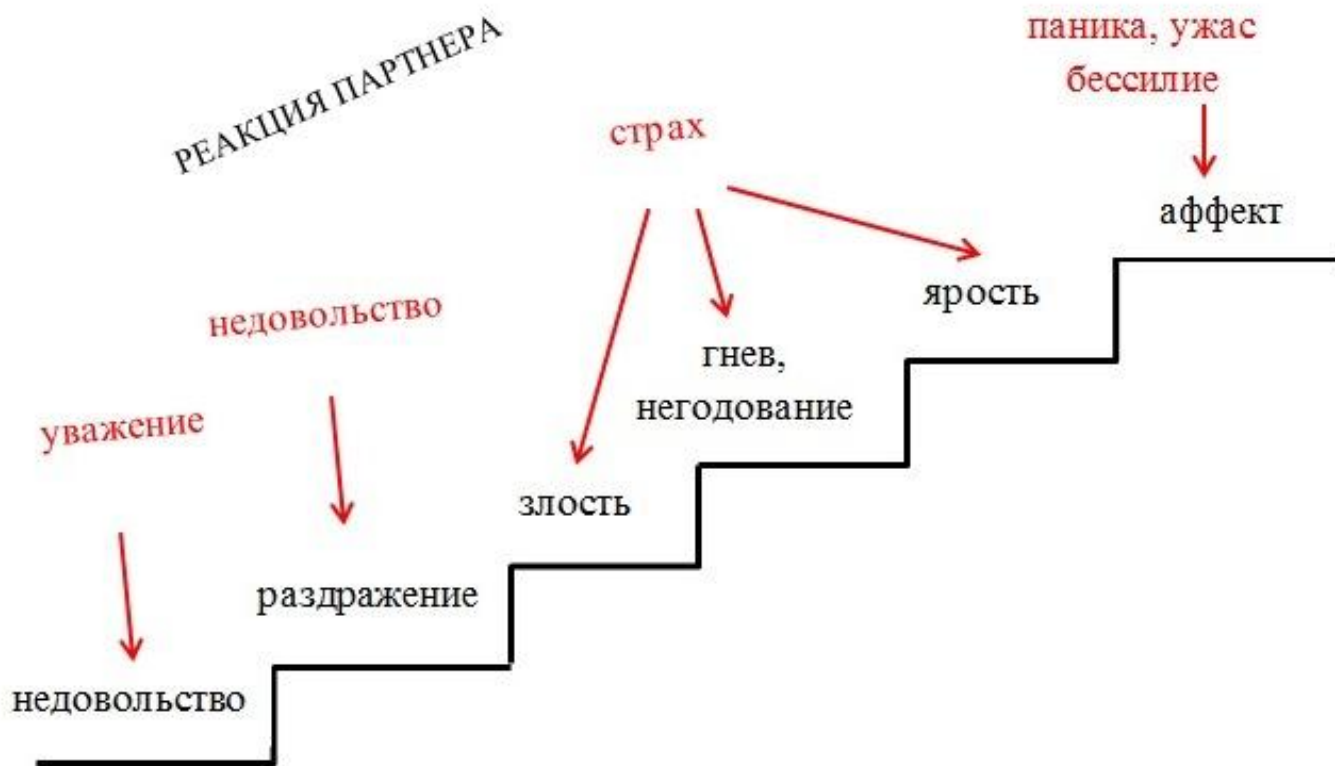 РЕАКЦИЯ ПАРТНЕРА
паника, ужас
бессилие
страх
аффект
ярость
недовольство
гнев,
негодование
уважение
злость
раздражение
недовольство